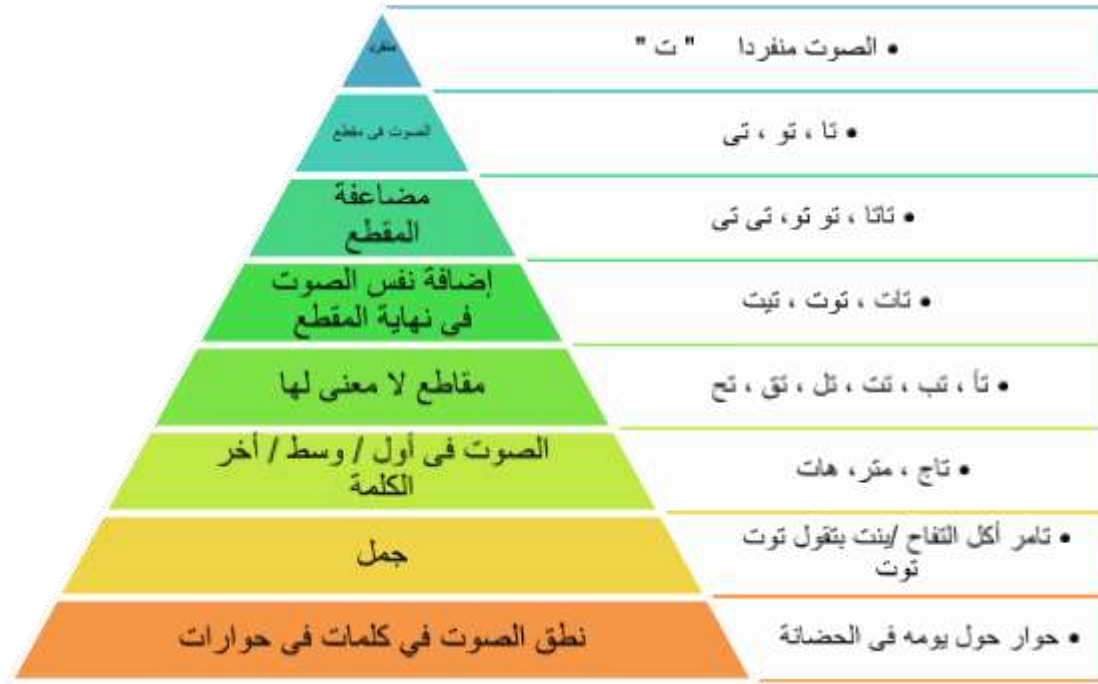 منفردا
• الصوت منفردا " ت "
الصوت فى مقطع
• تا ، تو ، تى
مضاعفة
المقطع
• تاتا ، تو تو، تى تى
إضافة نفس الصوت
فى نهاية المقطع
• تات ، توت ، تيت
مقاطع لا معنى لها
• تأ ، تب ، تت ، تل ، تق ، تح
الصوت فى أول / وسط / أخر
الكلمة
• تاج ، متر، هات
جمل
• تامر أكل التفاح /بنت بتقول توت
توت
نطق الصوت في كلمات فى حوارات
• حوار حول يومه فى الحضانة